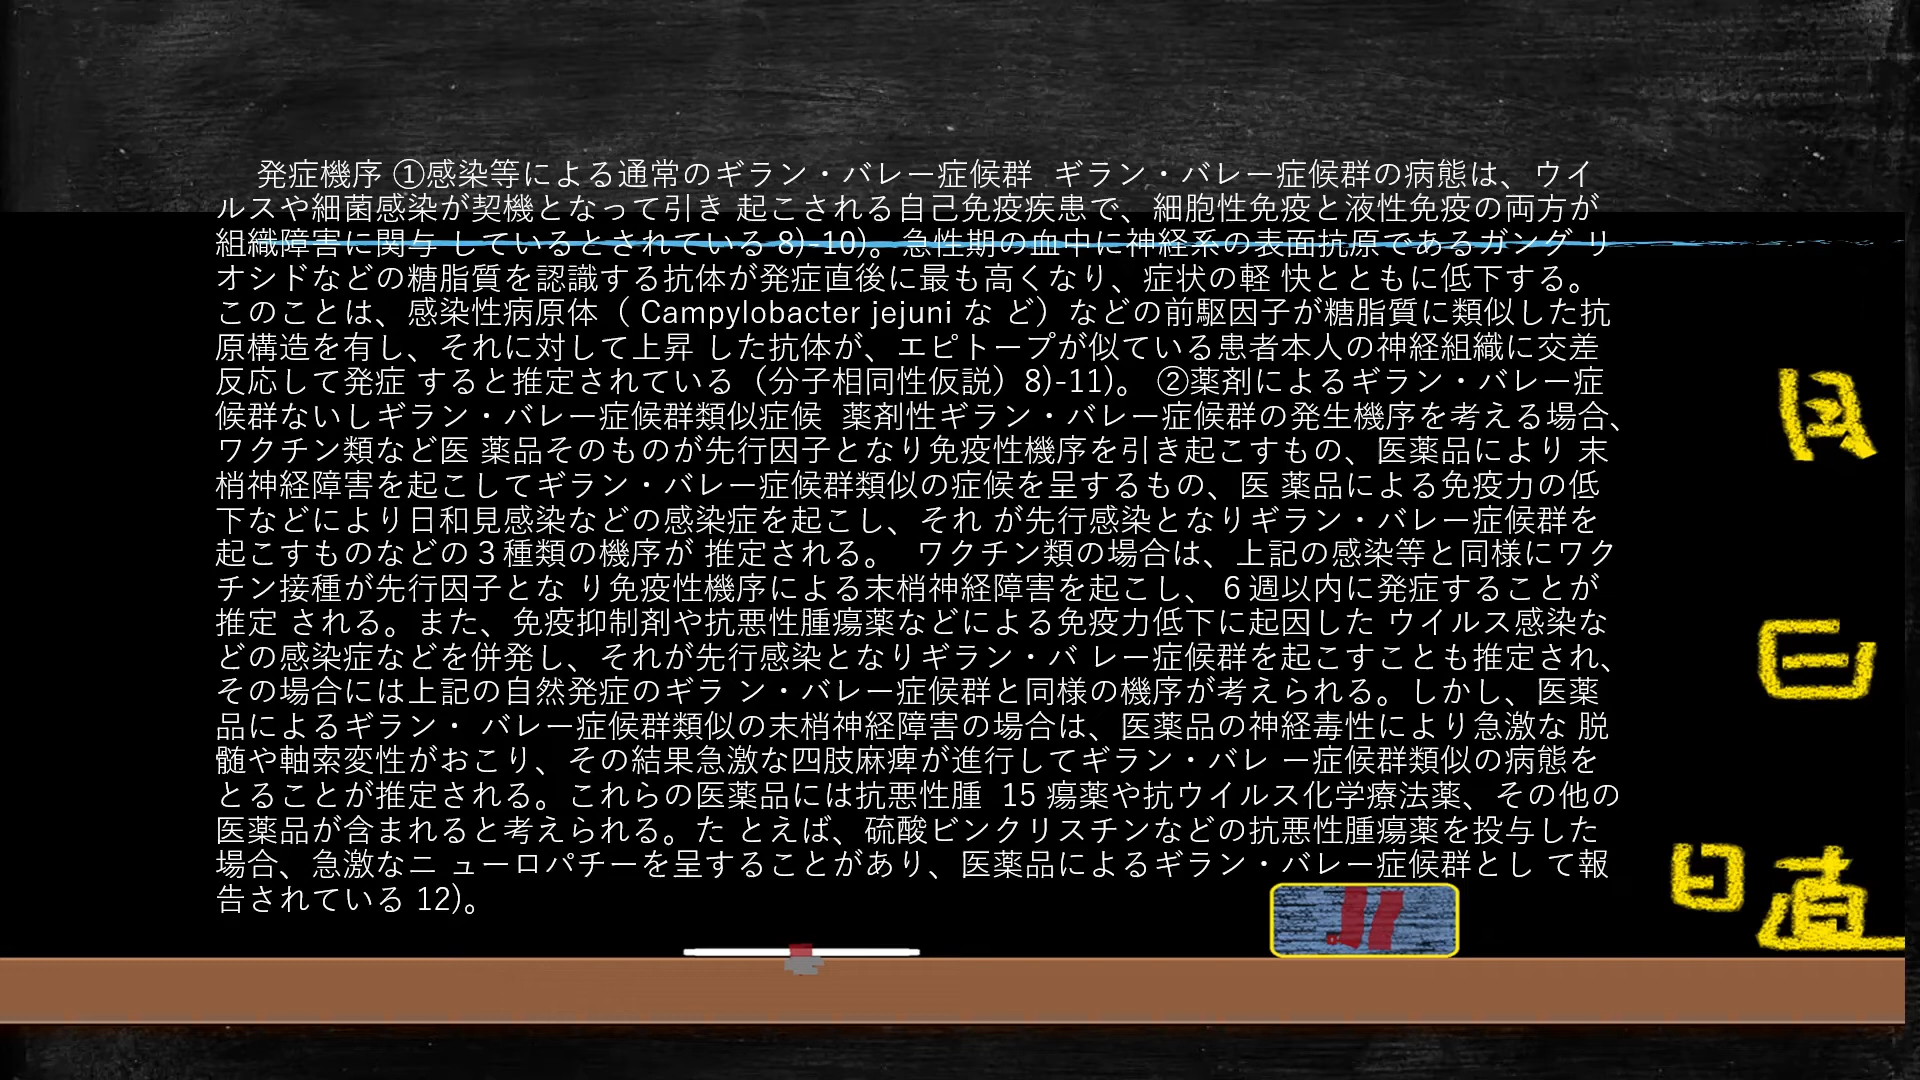 発症機序 ①感染等による通常のギラン・バレー症候群 ギラン・バレー症候群の病態は、ウイ
ルスや細菌感染が契機となって引き 起こされる自己免疫疾患で、細胞性免疫と液性免疫の両方が
組織障害に関与 しているとされている 8)-10)。急性期の血中に神経系の表面抗原であるガング リ
オシドなどの糖脂質を認識する抗体が発症直後に最も高くなり、症状の軽 快とともに低下する。
このことは、感染性病原体（ Campylobacter jejuni な ど）などの前駆因子が糖脂質に類似した抗
原構造を有し、それに対して上昇 した抗体が、エピトープが似ている患者本人の神経組織に交差
反応して発症 すると推定されている（分子相同性仮説）8)-11)。 ②薬剤によるギラン・バレー症
候群ないしギラン・バレー症候群類似症候 薬剤性ギラン・バレー症候群の発生機序を考える場合、
ワクチン類など医 薬品そのものが先行因子となり免疫性機序を引き起こすもの、医薬品により 末
梢神経障害を起こしてギラン・バレー症候群類似の症候を呈するもの、医 薬品による免疫力の低
下などにより日和見感染などの感染症を起こし、それ が先行感染となりギラン・バレー症候群を
起こすものなどの３種類の機序が 推定される。 ワクチン類の場合は、上記の感染等と同様にワク
チン接種が先行因子とな り免疫性機序による末梢神経障害を起こし、６週以内に発症することが
推定 される。また、免疫抑制剤や抗悪性腫瘍薬などによる免疫力低下に起因した ウイルス感染な
どの感染症などを併発し、それが先行感染となりギラン・バ レー症候群を起こすことも推定され、
その場合には上記の自然発症のギラ ン・バレー症候群と同様の機序が考えられる。しかし、医薬
品によるギラン・ バレー症候群類似の末梢神経障害の場合は、医薬品の神経毒性により急激な 脱
髄や軸索変性がおこり、その結果急激な四肢麻痺が進行してギラン・バレ ー症候群類似の病態を
とることが推定される。これらの医薬品には抗悪性腫 15 瘍薬や抗ウイルス化学療法薬、その他の
医薬品が含まれると考えられる。た とえば、硫酸ビンクリスチンなどの抗悪性腫瘍薬を投与した
場合、急激なニ ューロパチーを呈することがあり、医薬品によるギラン・バレー症候群とし て報
告されている 12)。
月
日
日直